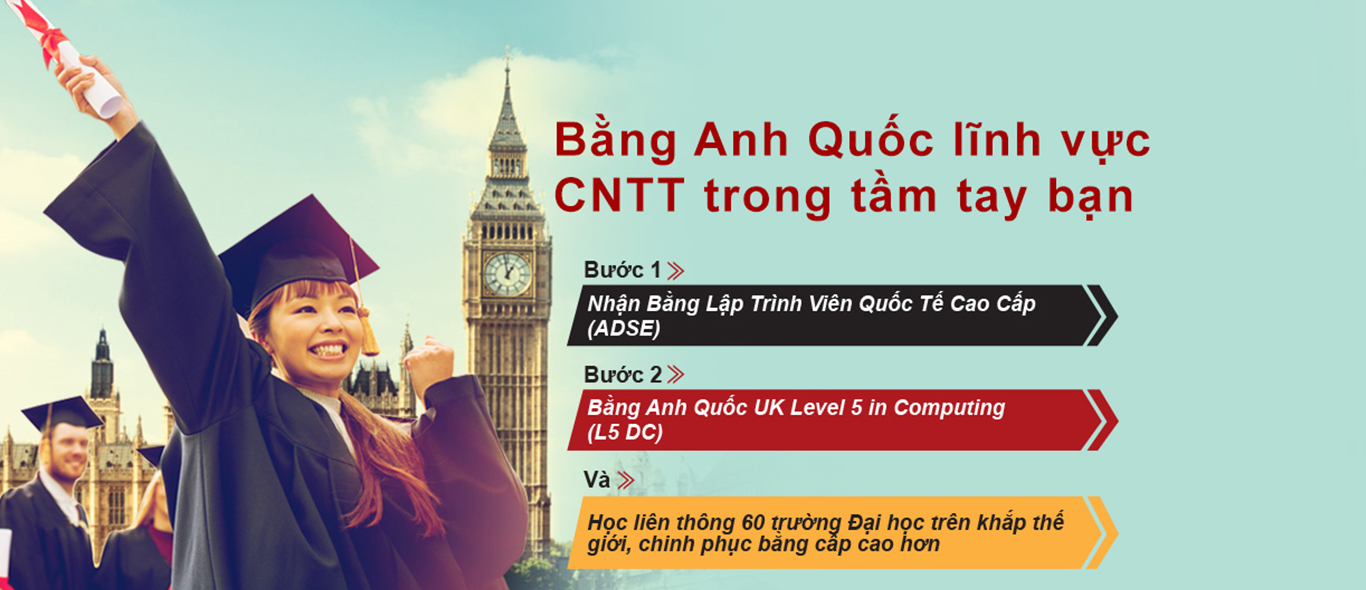 Bằng Anh Quốc lĩnh vực
CNTT trong tầm tay bạn
Bước 1
Nhận Bằng Lập Trình Viên Quốc Tế Cao Cấp
(ADSE)
Bước 2
Bằng Anh Quốc UK Level 5 in Computing
(L5 DC)
Và
Học liên thông 60 trường Đại học trên khắp thế
giới, chinh phục bằng cấp cao hơn